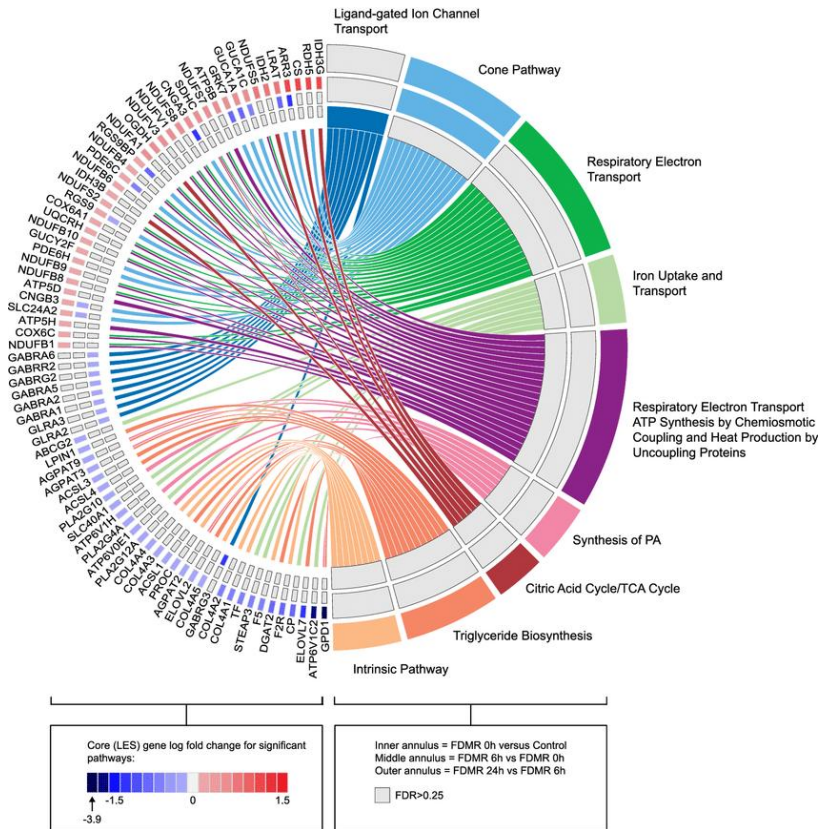 Ligand-gated Ion Channel
Transport
Cone Pathway
Respiratory Electron
Transport
Iron Uptake and
Transport
Respiratory Electron Transport
ATP Synthesis by Chemiosmotic
Coupling and Heat Production by
Uncoupling Proteins
Synthesis of PA
Citric Acid Cycle/TCA Cycle
Triglyceride Biosynthesis
Intrinsic Pathway
IDH3G
RDH5
CS
ARR3
LRAT
IDH2
NDUFS5
GUCA1C
GUCA1A
GRK7
ATP5B
NDUFS7
SDHC
CNGA3
NDUFS8
NDUFV1
OGDH
NDUFV3
NDUFA1
RGS9BP
NDUFB4
PDE6C
NDUFB6
IDH3B
NDUFS2
RGS9
COX6A1
UQCRH
NDUFB10
GUCY2F
PDE6H
NDUFB9
NDUFB8
ATP5D
CNGB3
SLC24A2
ATP5H
COX6C
NDUFB1
GABRA6
GABRR2
GABRG2
GABRA5
GABRA2
GABRA1
GLRA3
GLRA2
ABCG2
LPIN1
AGPAT9
AGPAT3
ACSL3
ACSL4
PLA2G10
SLC40A1
ATP6V1H
PLA2G4A
ATP6V0E1
PLA2G12A
COL4A4
COL4A3
ACSL1
PROC
AGPAT2
ELOVL2
COL4A5
GABRG3
COL4A2
COL4A1
TF
STEAP3
F5
DGAT2
F2R
CP
ELOVL7
ATP6V1C2
GPD1
Core (LES) gene log fold change for significant
pathways:
-1.5 0 1.5
-3.9
Inner annulus = FDMR 0h versus Control
Middle annulus = FDMR 6h vs FDMR 0h
Outer annulus = FDMR 24h vs FDMR 6h
FDR>0.25